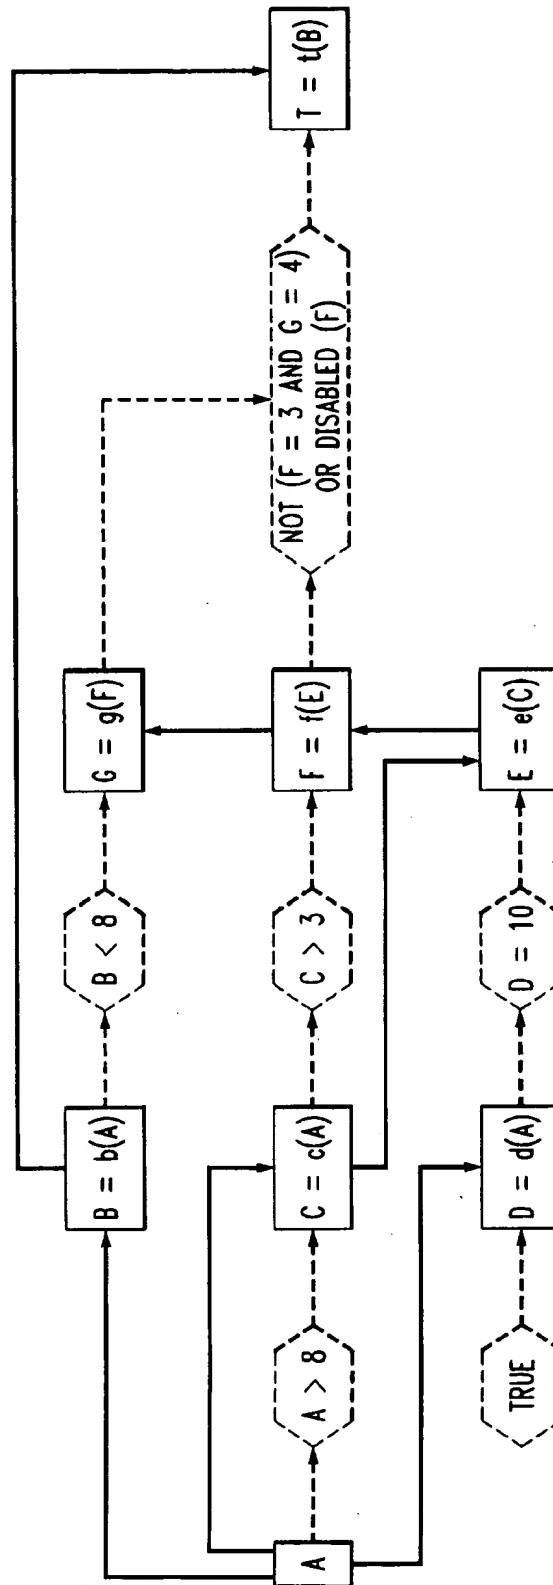 A
A > 8
TRUE
B = b(A)
C = c(A)
D = d(A)
B < 8
C > 3
D = 10
G = g(F)
F = f(E)
E = e(C)
NOT (F = 3 AND G = 4)
OR DISABLED (F)
T = t(B)